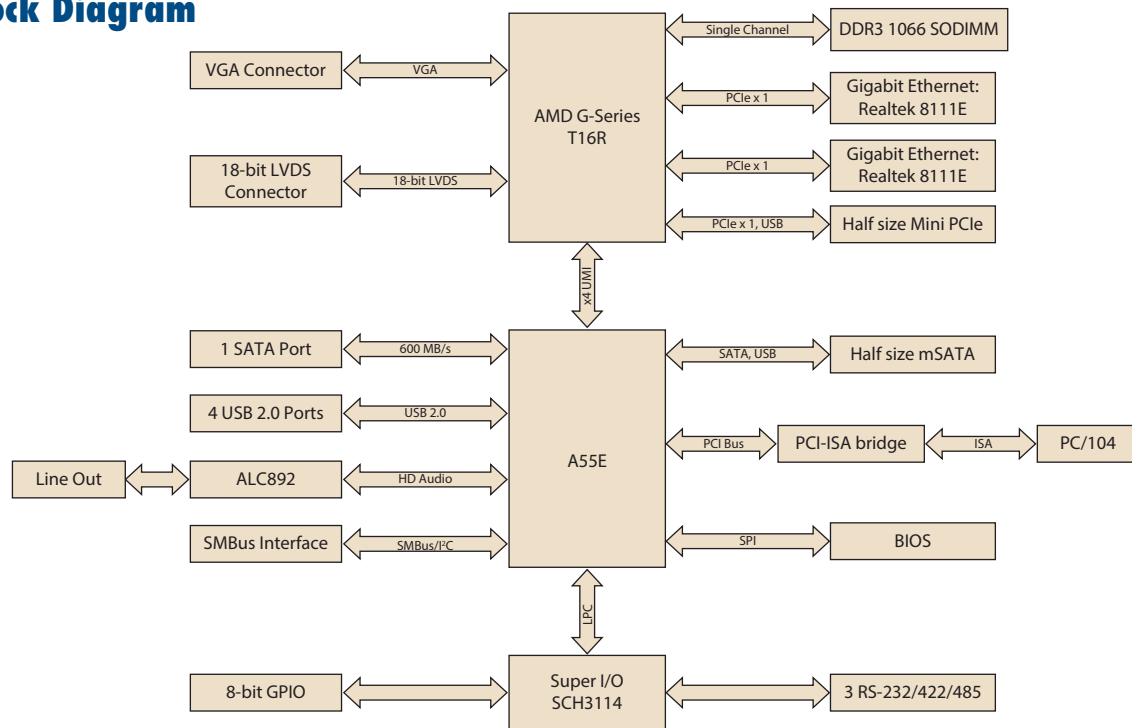 ock Diagram
VGA Connector
VGA
18-bit LVDS
Connector
18-bit LVDS
AMD G-Series
T16R
Single Channel
DDR3 1066 SODIMM
PCIe x 1
Gigabit Ethernet:
Realtek 8111E
PCIe x 1
Gigabit Ethernet:
Realtek 8111E
PCIe x 1, USB
Half size Mini PCIe
x4 UMI
1 SATA Port
600 MB/s
4 USB 2.0 Ports
USB 2.0
Line Out
ALC892
HD Audio
SMBus Interface
SMBus/I²C
A55E
SATA, USB
Half size mSATA
PCI Bus
PCI-ISA bridge
ISA
PC/104
SPI
BIOS
LPC
8-bit GPIO
Super I/O
SCH3114
3 RS-232/422/485